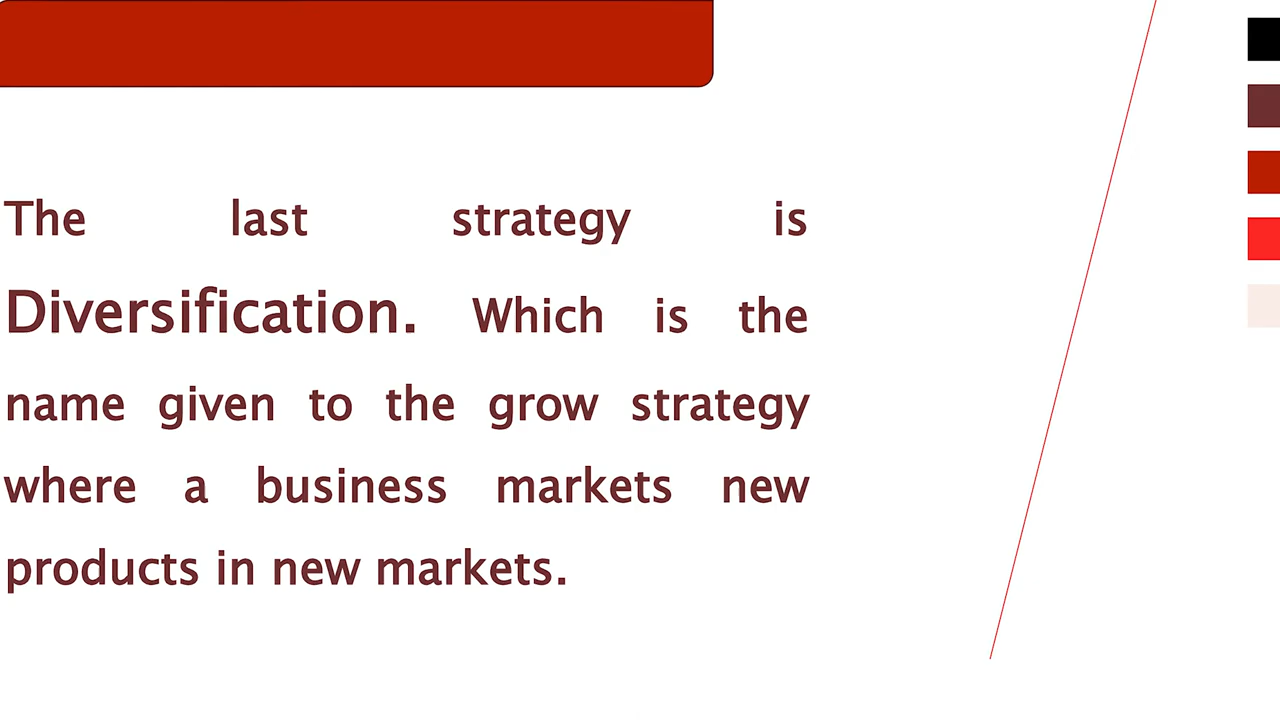 The last strategy is
Diversification. Which is the
name given to the grow strategy
where a business markets new
products in new markets.